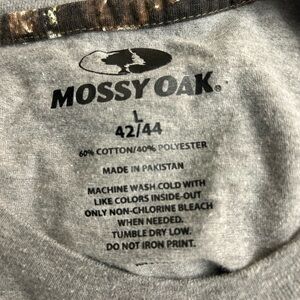 MOSSY OAK®
L
42/44
60% COTTON/40% POLYESTER
MADE IN PAKISTAN
MACHINE WASH COLD WITH
LIKE COLORS INSIDE-OUT
ONLY NON-CHLORINE BLEACH
WHEN NEEDED.
TUMBLE DRY LOW.
DO NOT IRON PRINT.